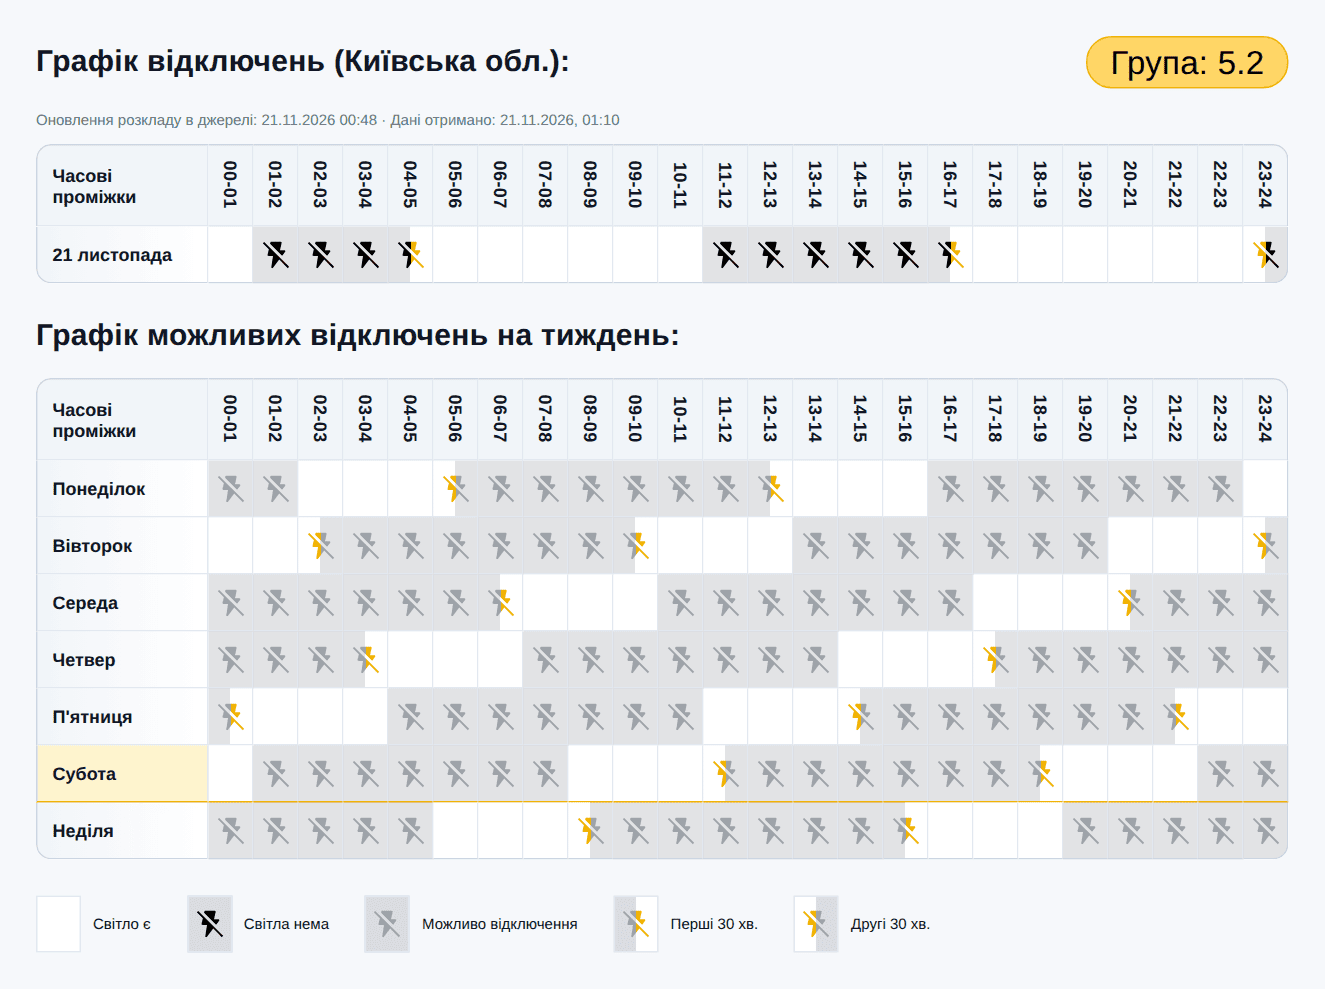 Графік відключень (Київська обл.):
Група: 5.2
Оновлення розкладу в джерелі: 21.11.2026 00:48 · Дані отримано: 21.11.2026, 01:10
Часові проміжки 00-01 01-02 02-03 03-04 04-05 05-06 06-07 07-08 08-09 09-10 10-11 11-12 12-13 13-14 14-15 15-16 16-17 17-18 18-19 19-20 20-21 21-22 22-23 23-24
21 листопада
Графік можливих відключень на тиждень:
Часові проміжки 00-01 01-02 02-03 03-04 04-05 05-06 06-07 07-08 08-09 09-10 10-11 11-12 12-13 13-14 14-15 15-16 16-17 17-18 18-19 19-20 20-21 21-22 22-23 23-24
Понеділок
Вівторок
Середа
Четвер
П'ятниця
Субота
Неділя
Світло є
Світла нема
Можливо відключення
Перші 30 хв.
Другі 30 хв.